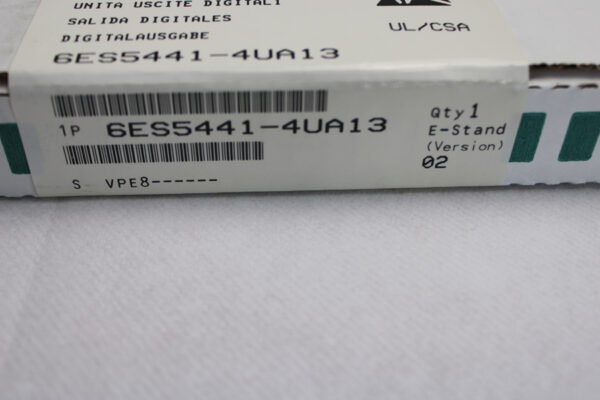 UNITA USCITE DIGITALI
SALIDA DIGITALES
DIGITALAUSGABE
UL/CSA
6ES5441-4UA13
1P 6ES5441-4UA13
Qty 1
E-Stand
(Version)
02
S VPE8------